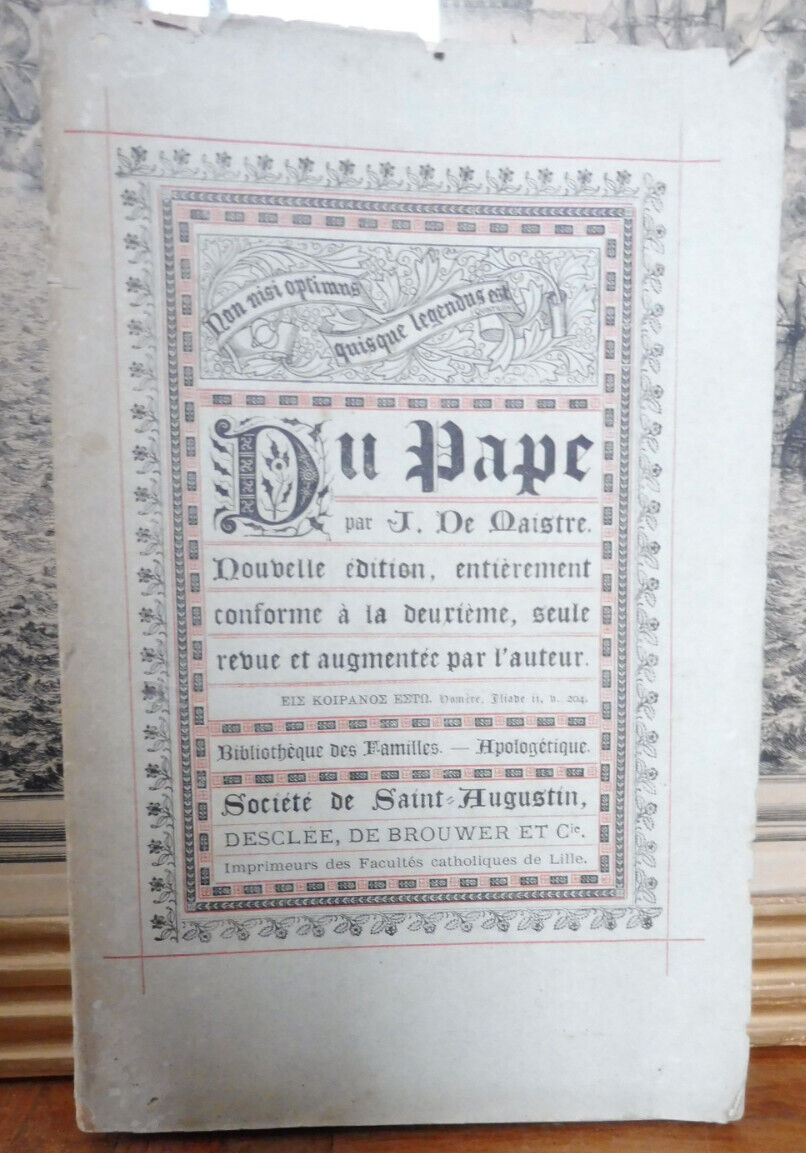 Non nisi optimus
quisque legendus est
Du Pape
par J. De Maistre.
Nouvelle édition, entièrement
conforme à la deuxième, seule
revue et augmentée par l'auteur.
ΕΙΣ ΚΟΙΡΑΝΟΣ ΕΣΤΩ. Homère, Iliade ii, v. 204.
Bibliothèque des Familles. — Apologétique.
Société de Saint-Augustin,
DESCLÉE, DE BROUWER ET Cie.
Imprimeurs des Facultés catholiques de Lille.